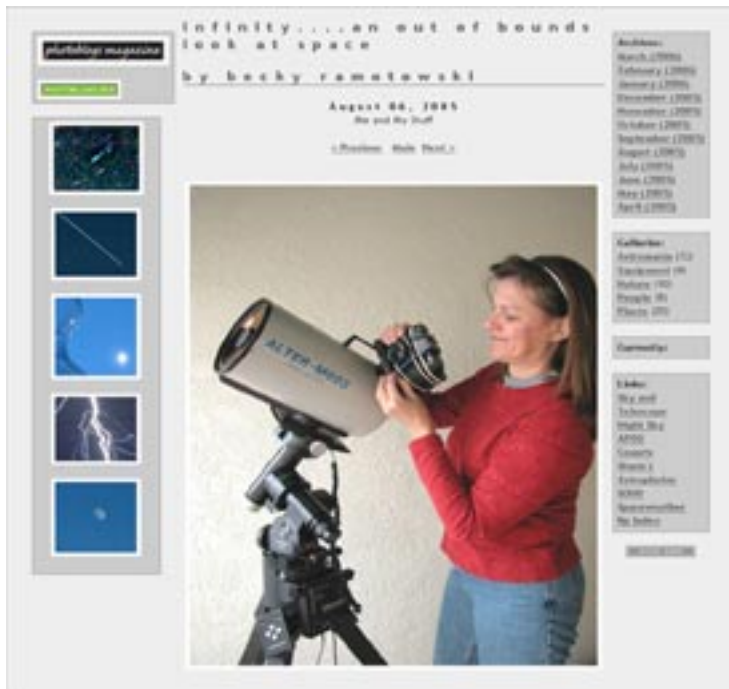 photoblogs magazine
infinity....an out of bounds
look at space
by becky ramotowski
August 06, 2005
Me and My Stuff
< Previous Main Next >
ALTER-M603
Archives:
March (2006)
February (2006)
January (2006)
December (2005)
November (2005)
October (2005)
September (2005)
August (2005)
July (2005)
June (2005)
May (2005)
April (2005)
Galleries:
Equipment
Nature
People
Places
Currently:
Links:
Sky and
Telescope
Night Sky
Spaceweather